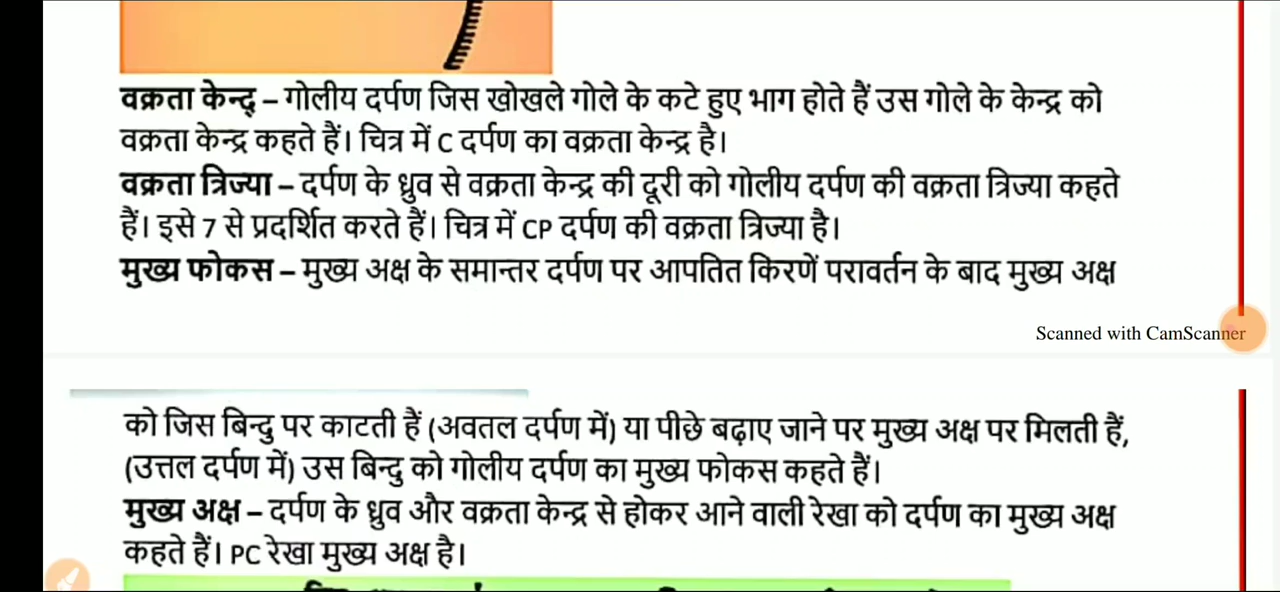 वक्रता केन्द् – गोलीय दर्पण जिस खोखले गोले के कटे हुए भाग होते हैं उस गोले के केन्द्र को
वक्रता केन्द्र कहते हैं। चित्र में C दर्पण का वक्रता केन्द्र है।
वक्रता त्रिज्या – दर्पण के ध्रुव से वक्रता केन्द्र की दूरी को गोलीय दर्पण की वक्रता त्रिज्या कहते
हैं। इसे 7 से प्रदर्शित करते हैं। चित्र में CP दर्पण की वक्रता त्रिज्या है।
मुख्य फोकस – मुख्य अक्ष के समान्तर दर्पण पर आपतित किरणें परावर्तन के बाद मुख्य अक्ष
Scanned with CamScanner
को जिस बिन्दु पर काटती हैं (अवतल दर्पण में) या पीछे बढ़ाए जाने पर मुख्य अक्ष पर मिलती हैं,
(उत्तल दर्पण में) उस बिन्दु को गोलीय दर्पण का मुख्य फोकस कहते हैं।
मुख्य अक्ष – दर्पण के ध्रुव और वक्रता केन्द्र से होकर आने वाली रेखा को दर्पण का मुख्य अक्ष
कहते हैं। PC रेखा मुख्य अक्ष है।